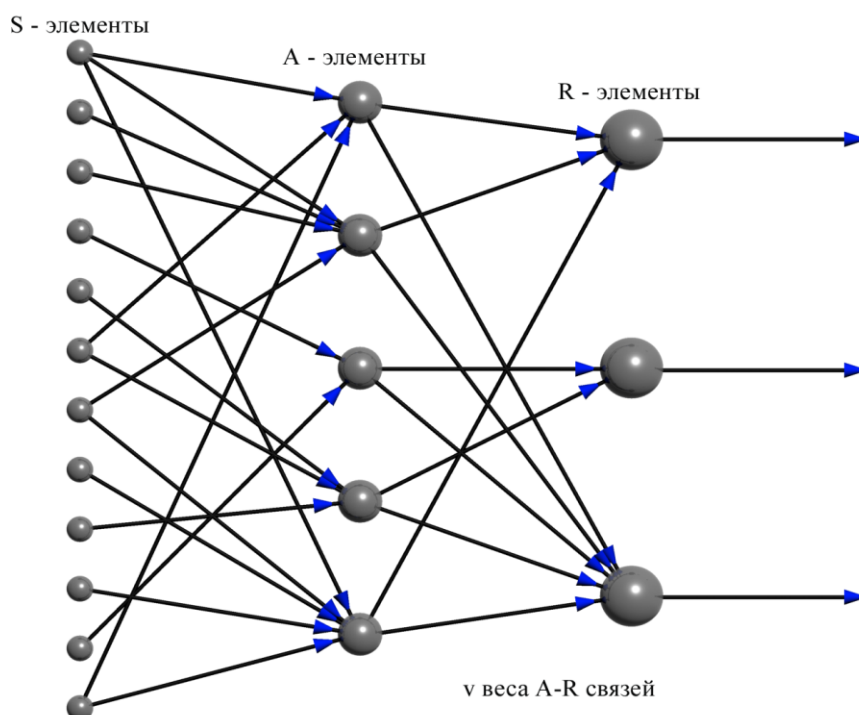 S - элементы
A - элементы
R - элементы
v веса A-R связей